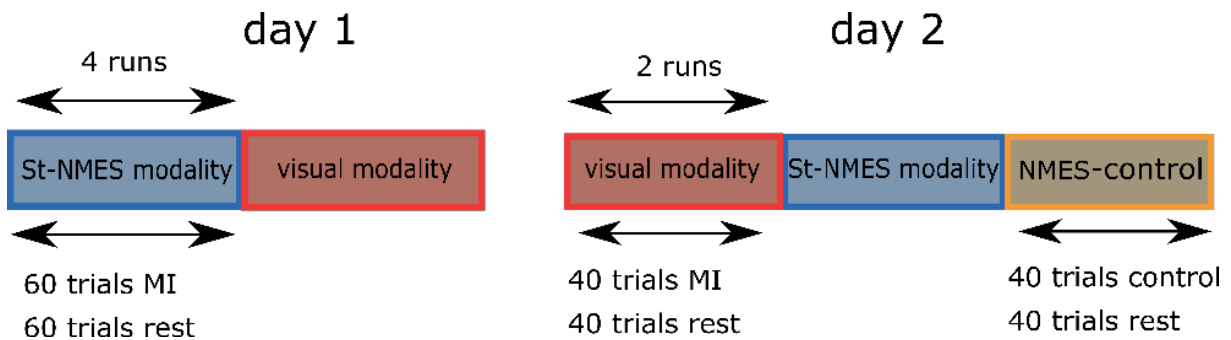 day 1
4 runs
St-NMES modality
visual modality
60 trials MI
60 trials rest
day 2
2 runs
visual modality
St-NMES modality
NMES-control
40 trials MI
40 trials rest
40 trials control
40 trials rest